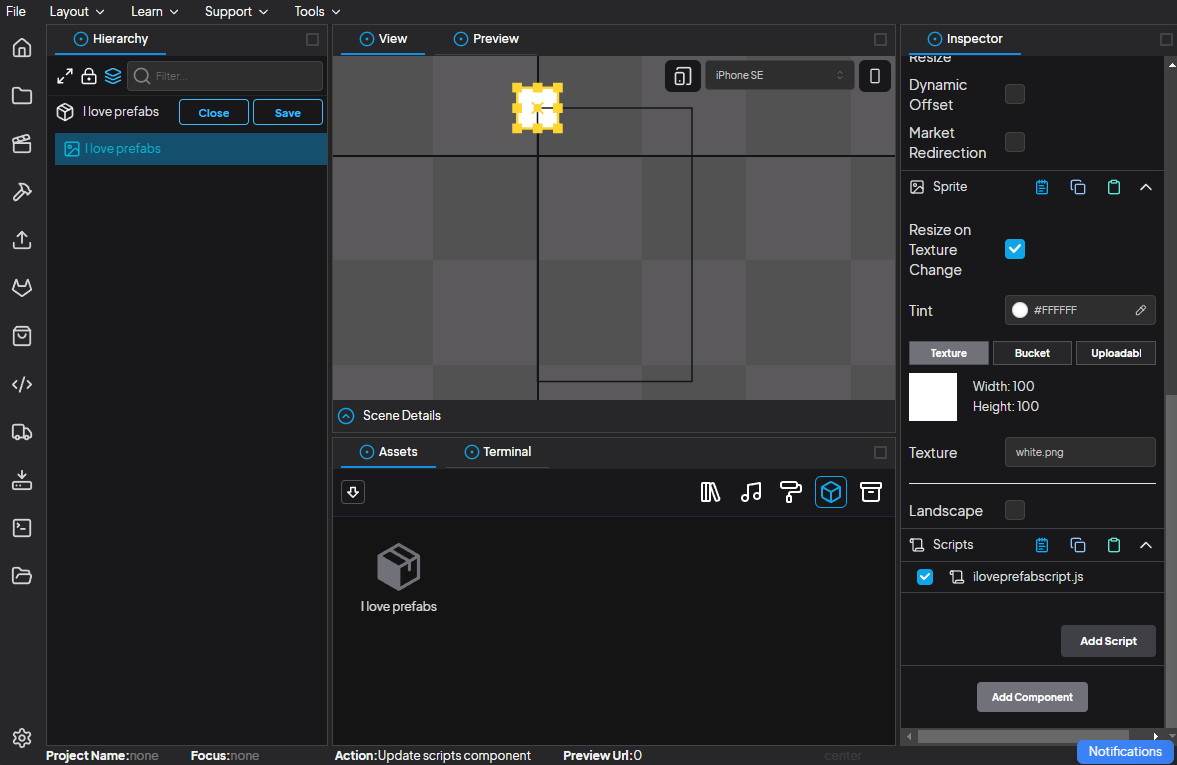 File
Layout
Learn
Support
Tools
Hierarchy
Filter...
I love prefabs
Close
Save
I love prefabs
View
Preview
iPhone SE
Scene Details
Assets
Terminal
I love prefabs
Inspector
Resize
Dynamic
Offset
Market
Redirection
Sprite
Resize on
Texture
Change
Tint
#FFFFFF
Texture
Bucket
Uploadabl
Width: 100
Height: 100
Texture
white.png
Landscape
Scripts
iloveprefabscript.js
Add Script
Add Component
Project Name:none
Focus:none
Action:Update scripts component
Preview Url:0
center
Notifications